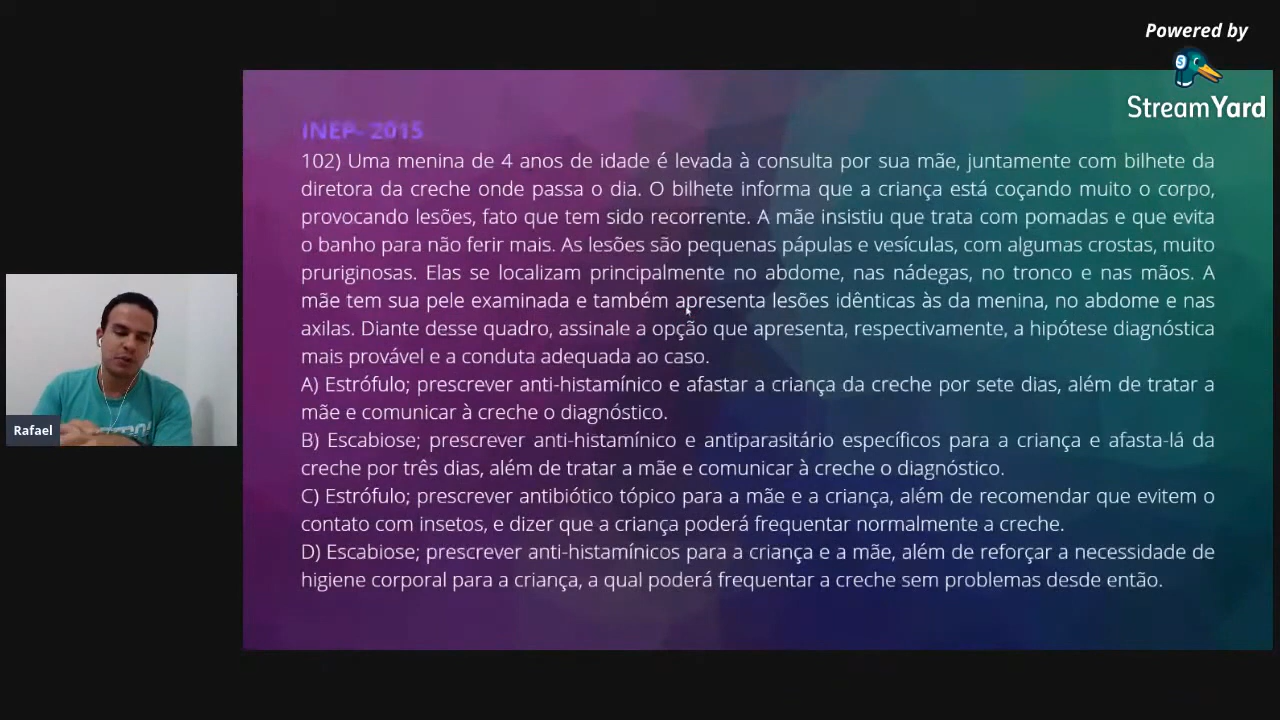 Powered by
StreamYard
INEP- 2015
102) Uma menina de 4 anos de idade é levada à consulta por sua mãe, juntamente com bilhete da
diretora da creche onde passa o dia. O bilhete informa que a criança está coçando muito o corpo,
provocando lesões, fato que tem sido recorrente. A mãe insistiu que trata com pomadas e que evita
o banho para não ferir mais. As lesões são pequenas pápulas e vesículas, com algumas crostas, muito
pruriginosas. Elas se localizam principalmente no abdome, nas nádegas, no tronco e nas mãos. A
mãe tem sua pele examinada e também apresenta lesões idênticas às da menina, no abdome e nas
axilas. Diante desse quadro, assinale a opção que apresenta, respectivamente, a hipótese diagnóstica
mais provável e a conduta adequada ao caso.
A) Estrófulo; prescrever anti-histamínico e afastar a criança da creche por sete dias, além de tratar a
mãe e comunicar à creche o diagnóstico.
B) Escabiose; prescrever anti-histamínico e antiparasitário específicos para a criança e afasta-lá da
creche por três dias, além de tratar a mãe e comunicar à creche o diagnóstico.
C) Estrófulo; prescrever antibiótico tópico para a mãe e a criança, além de recomendar que evitem o
contato com insetos, e dizer que a criança poderá frequentar normalmente a creche.
D) Escabiose; prescrever anti-histamínicos para a criança e a mãe, além de reforçar a necessidade de
higiene corporal para a criança, a qual poderá frequentar a creche sem problemas desde então.
Rafael